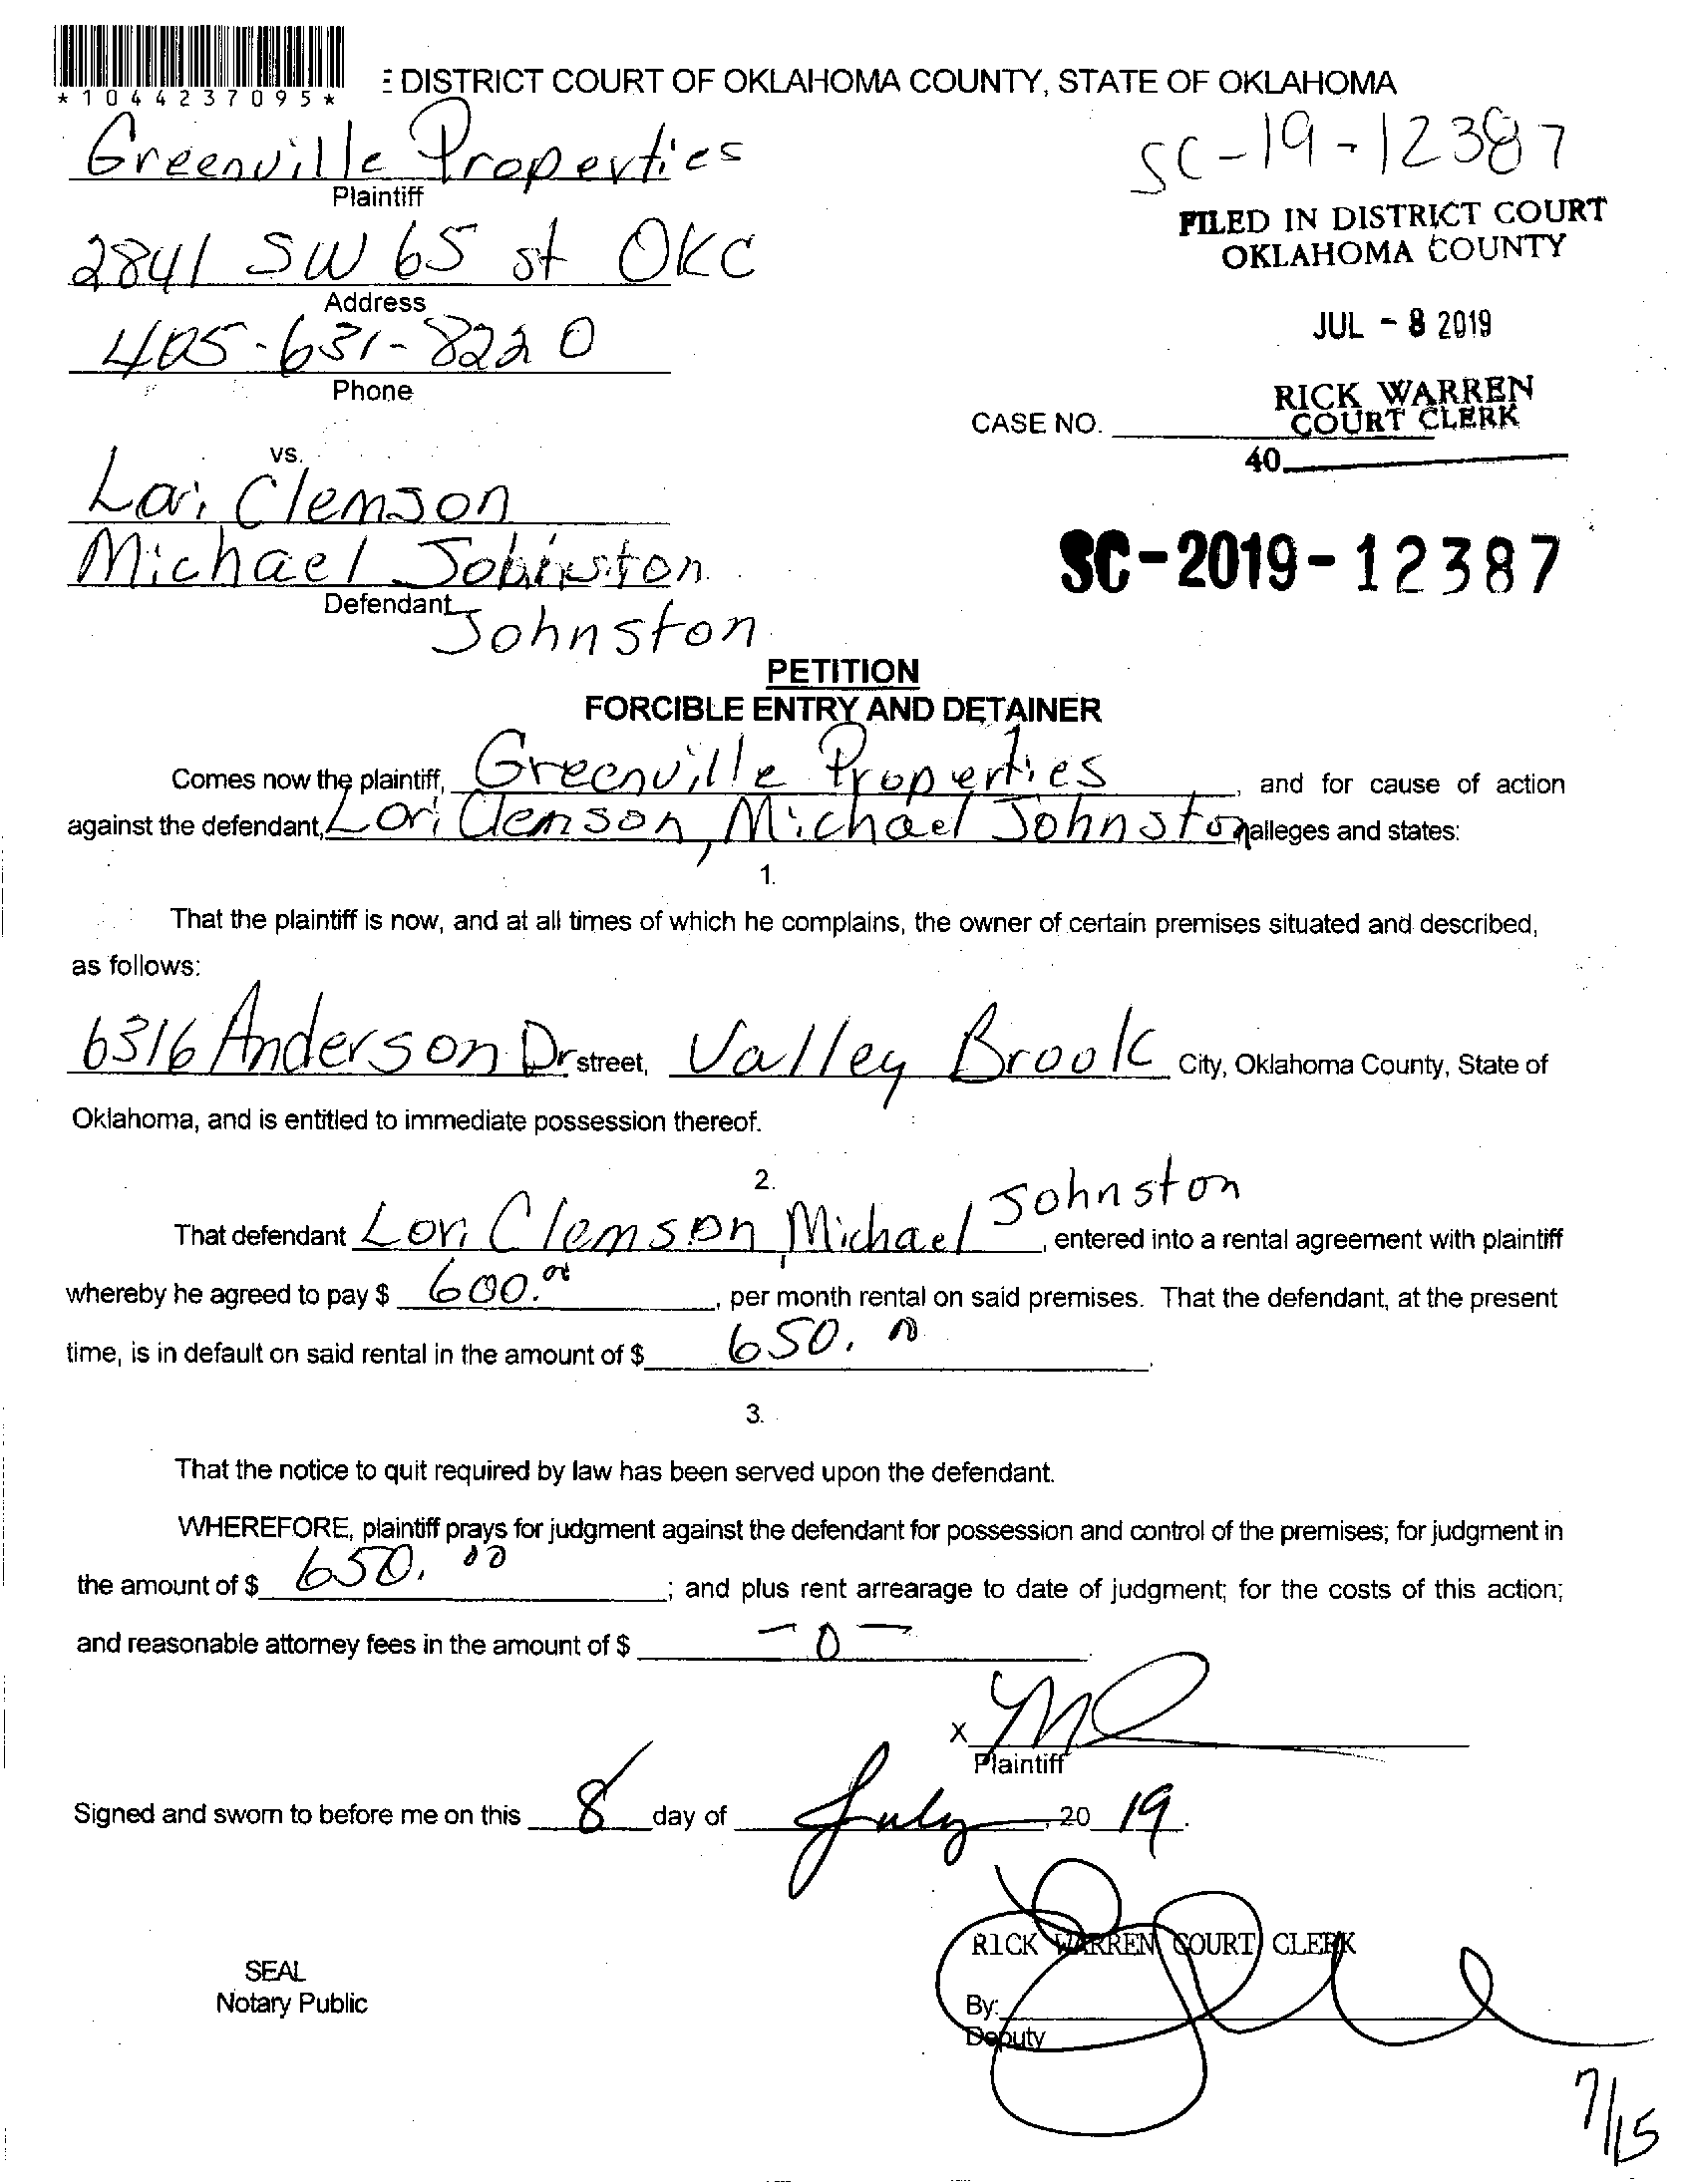 *1044237095*
E DISTRICT COURT OF OKLAHOMA COUNTY, STATE OF OKLAHOMA
Greenville Properties
Plaintiff
SC-19-12387
FILED IN DISTRICT COURT
OKLAHOMA COUNTY
2841 SW 65 st OKC
Address
JUL - 8 2019
405-631-8220
Phone
RICK WARREN
COURT CLERK
CASE NO.
40
vs.
Lori Clemson
Michael Johnston
Defendant
Johnston
SC-2019-12387
PETITION
FORCIBLE ENTRY AND DETAINER
Comes now the plaintiff, Greenville Properties, and for cause of action
against the defendant, Lori Clemson, Michael Johnston alleges and states:
1.
That the plaintiff is now, and at all times of which he complains, the owner of certain premises situated and described,
as follows:
6316 Anderson Dr street, Valley Brook City, Oklahoma County, State of
Oklahoma, and is entitled to immediate possession thereof.
2.
That defendant Lori Clemson, Michael Johnston, entered into a rental agreement with plaintiff
whereby he agreed to pay $ 600.00, per month rental on said premises. That the defendant, at the present
time, is in default on said rental in the amount of $ 650.
3.
That the notice to quit required by law has been served upon the defendant.
WHEREFORE, plaintiff prays for judgment against the defendant for possession and control of the premises; for judgment in
the amount of $ 650.00; and plus rent arrearage to date of judgment; for the costs of this action;
and reasonable attorney fees in the amount of $ -0-
X
Plaintiff
Signed and sworn to before me on this 8 day of July, 20 19.
RICK WARREN COURT CLERK
SEAL
Notary Public
By:
Deputy
7/15